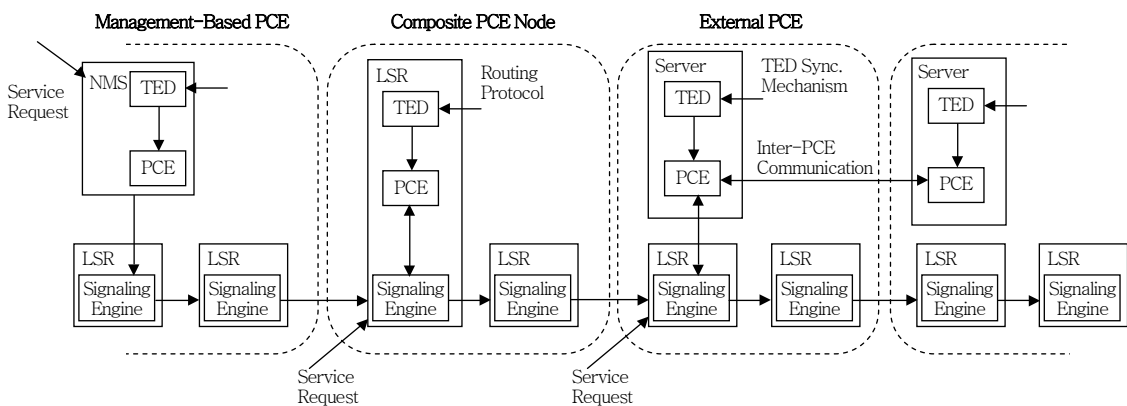 Management-Based PCE
Composite PCE Node
External PCE
Service
Request
NMS
TED
PCE
LSR
Signaling
Engine
LSR
Signaling
Engine
LSR
TED
Routing
Protocol
PCE
Signaling
Engine
Service
Request
LSR
Signaling
Engine
Server
TED
TED Sync.
Mechanism
PCE
Inter-PCE
Communication
LSR
Signaling
Engine
Service
Request
LSR
Signaling
Engine
Server
TED
PCE
LSR
Signaling
Engine
LSR
Signaling
Engine